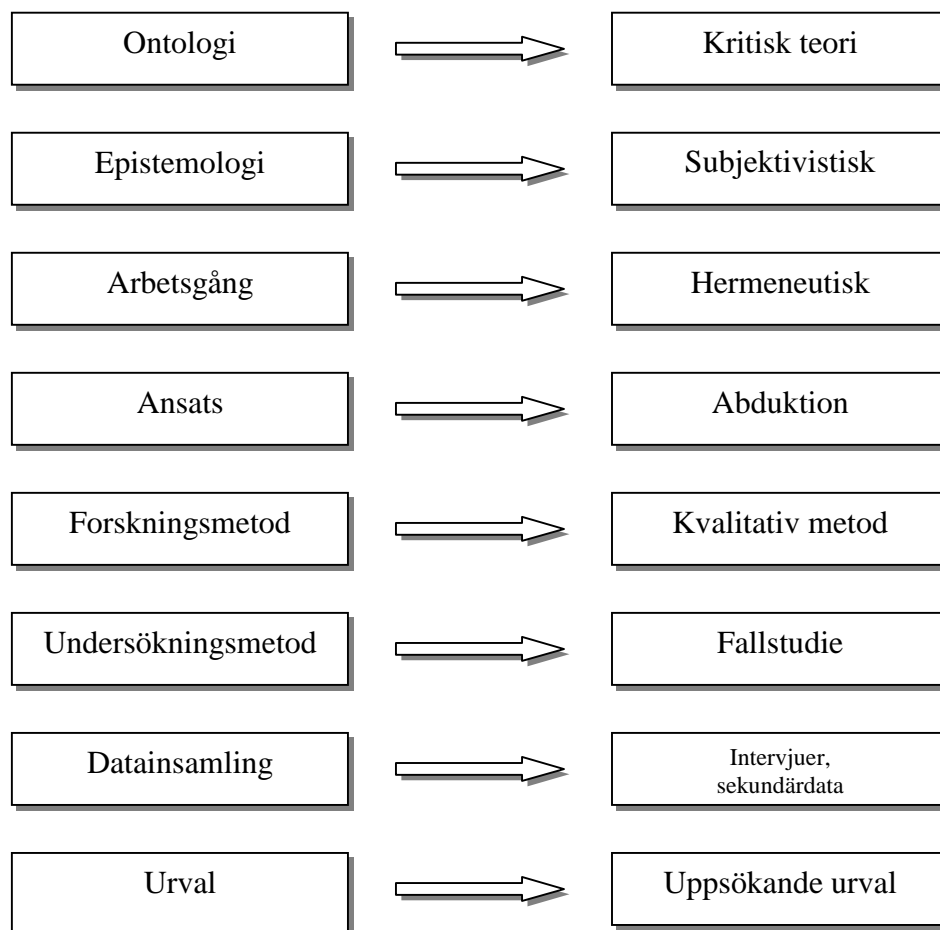 Ontologi
Kritisk teori
Epistemologi
Subjektivistisk
Arbetsgång
Hermeneutisk
Ansats
Abduktion
Forskningsmetod
Kvalitativ metod
Undersökningsmetod
Fallstudie
Datainsamling
Intervjuer,
sekundärdata
Urval
Uppsökande urval